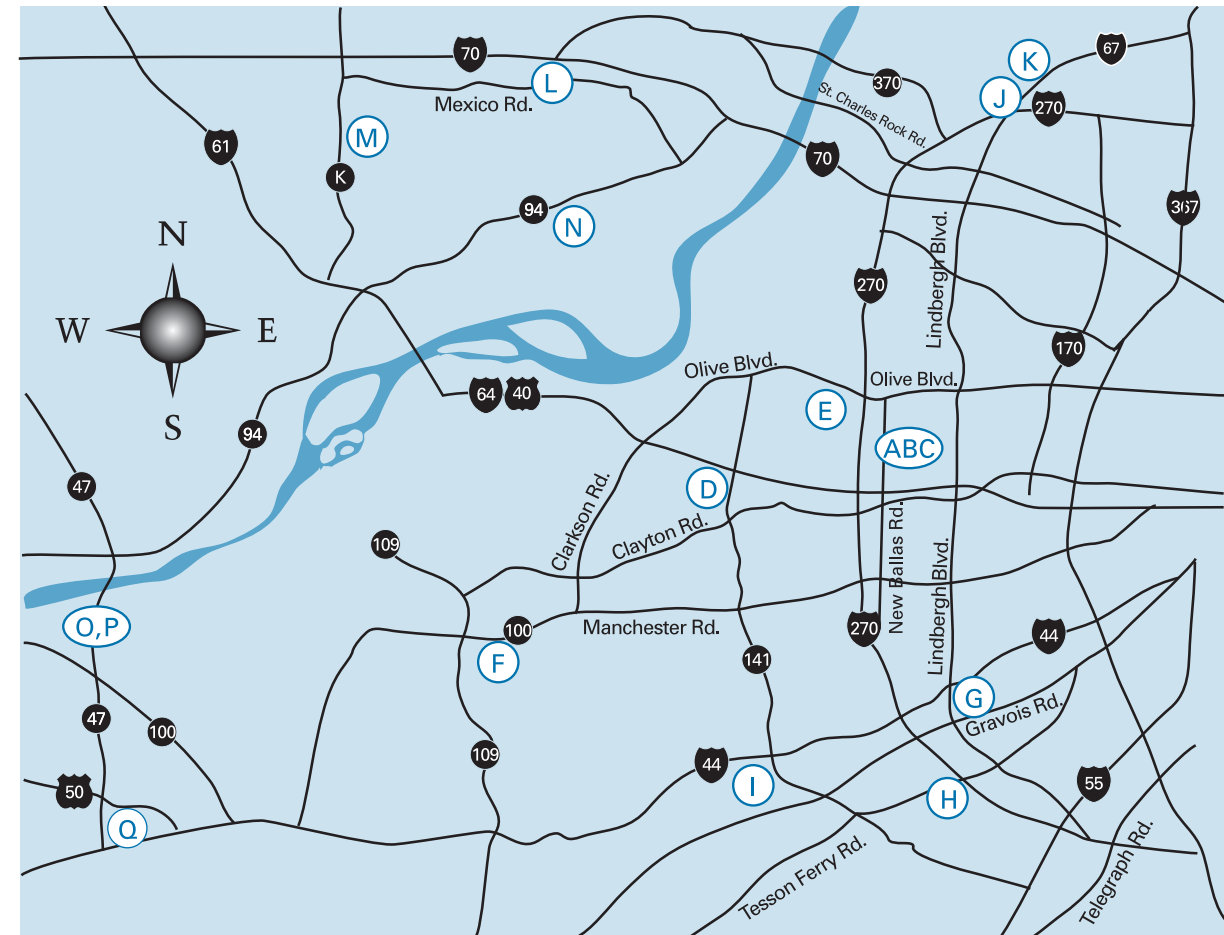 70
67
K
370
L
J
270
Mexico Rd.
St. Charles Rock Rd.
M
61
70
K
94
367
N
N
Lindbergh Blvd.
270
W
E
170
Olive Blvd.
Olive Blvd.
64
40
E
S
94
ABC
47
D
Clarkson Rd.
Clayton Rd.
New Ballas Rd.
109
Lindbergh Blvd.
O,P
100
Manchester Rd.
270
44
F
141
G
47
100
Gravois Rd.
109
44
I
55
50
H
Q
Tesson Ferry Rd.
Telegraph Rd.